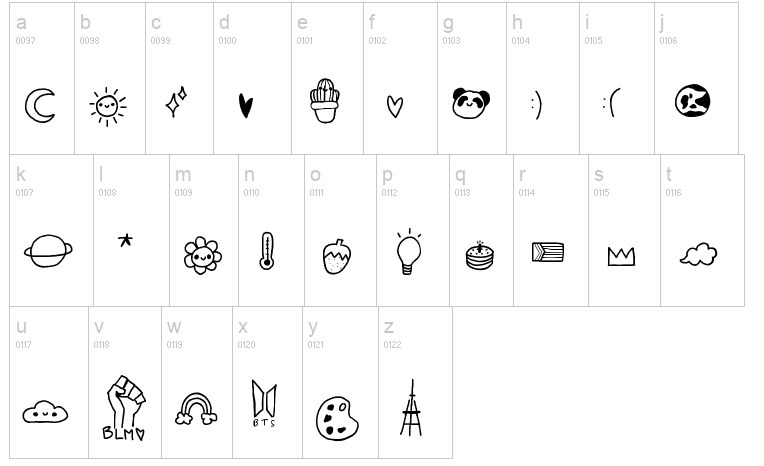 a b c d e f g h i j
0097 0098 0099 0100 0101 0102 0103 0104 0105 0106
:) :(
k l m n o p q r s t
0107 0108 0109 0110 0111 0112 0113 0114 0115 0116
u v w x y z
0117 0118 0119 0120 0121 0122
BTS
BLM